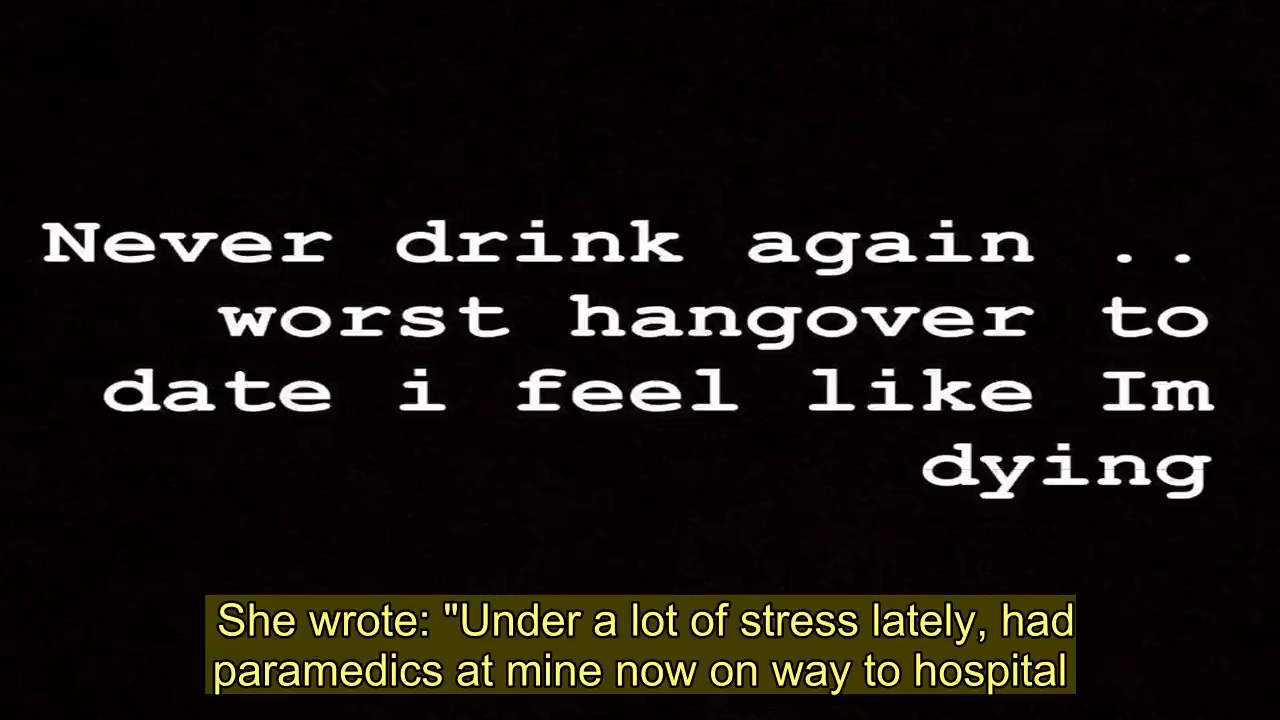 Never drink again ..
worst hangover to
date i feel like Im
dying
She wrote: "Under a lot of stress lately, had
paramedics at mine now on way to hospital